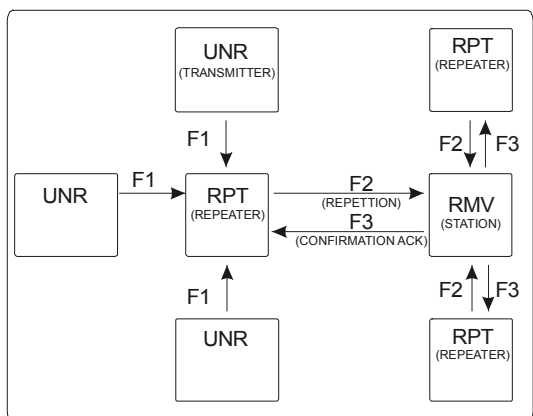 UNR
(TRANSMITTER)
RPT
(REPEATER)
F1
F2
F3
UNR
F1
RPT
(REPEATER)
F2
(REPETTION)
F3
(CONFIRMATION ACK)
RMV
(STATION)
F1
UNR
F2
F3
RPT
(REPEATER)